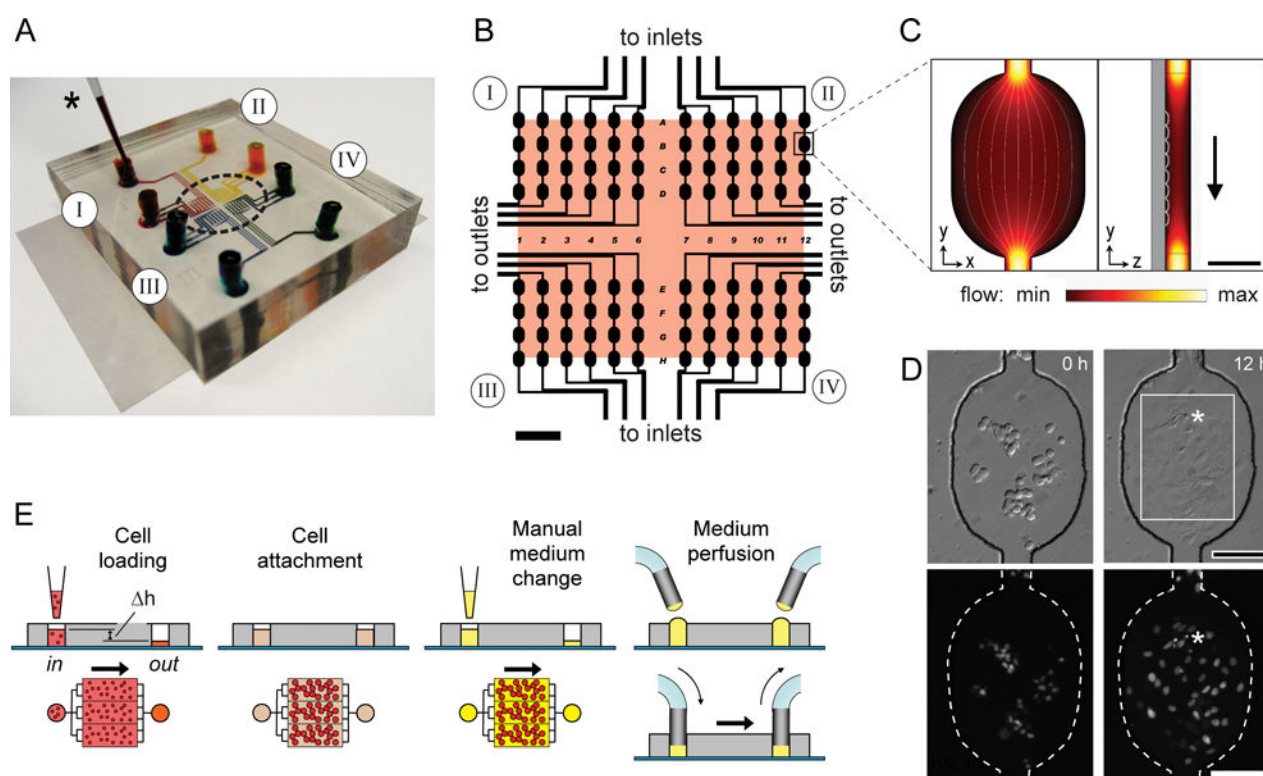 A
*
II
IV
I
III
B
to inlets
I
II
A
B
C
D
to outlets
1 2 3 4 5 6 7 8 9 10 11 12
to outlets
E
F
G
H
III
IV
to inlets
C
y
x
y
z
flow: min max
D
0 h
12 h
*
*
E
Cell loading
Δh
in
out
Cell attachment
Manual medium change
Medium perfusion